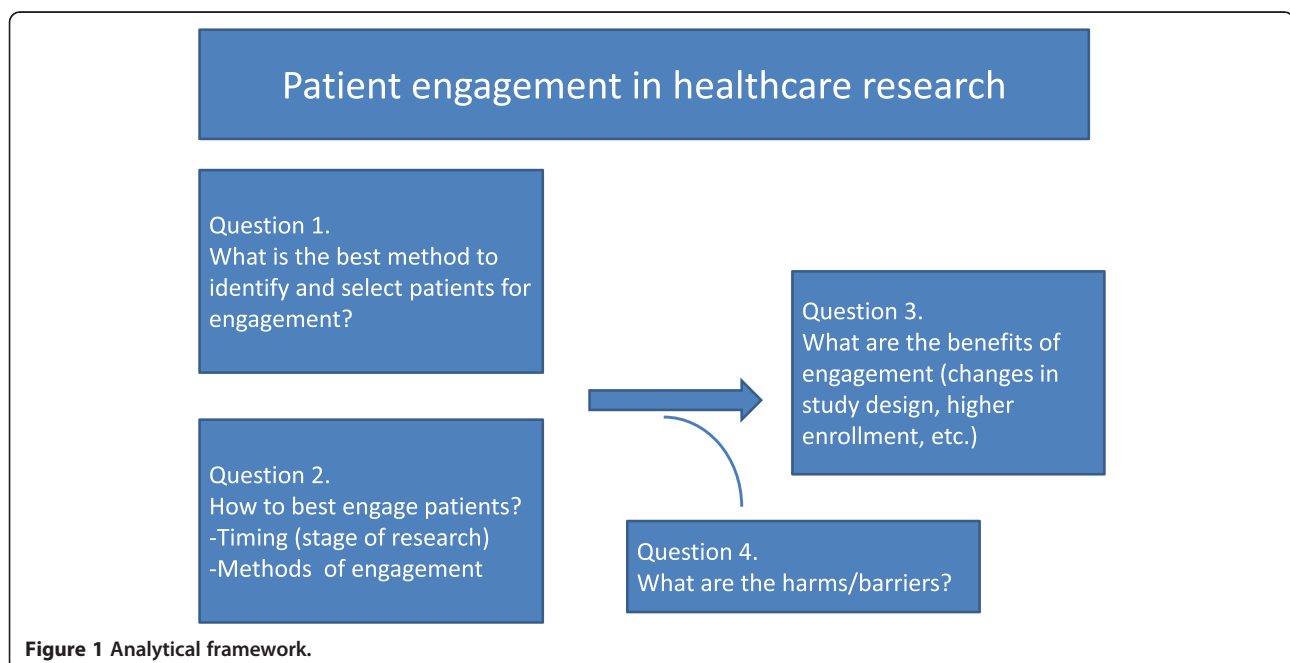 Patient engagement in healthcare research
Question 1.
What is the best method to
identify and select patients for
engagement?
Question 2.
How to best engage patients?
-Timing (stage of research)
-Methods of engagement
Question 3.
What are the benefits of
engagement (changes in
study design, higher
enrollment, etc.)
Question 4.
What are the harms/barriers?
Figure 1 Analytical framework.